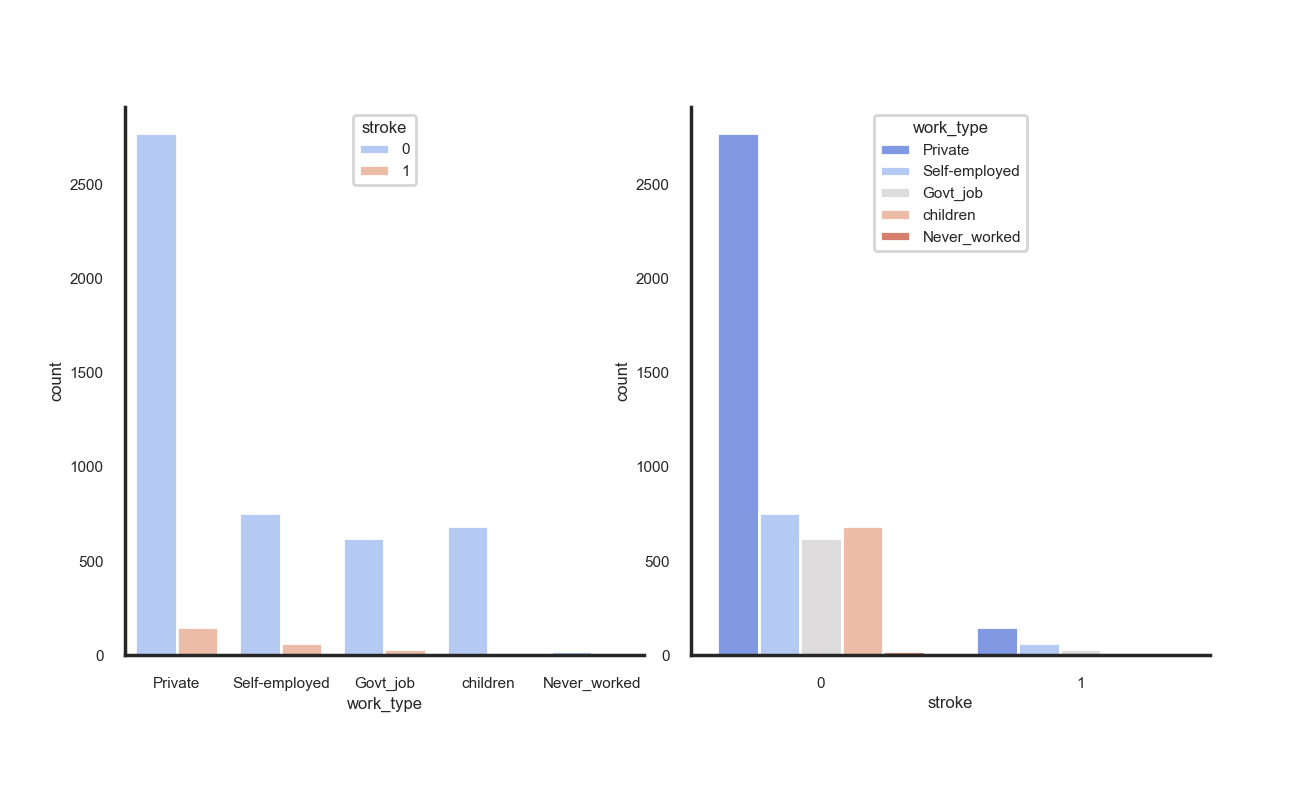 stroke
0
1
count
2500
2000
1500
1000
500
0
Private
Self-employed
Govt_job
children
Never_worked
work_type
work_type
Private
Self-employed
Govt_job
children
Never_worked
count
2500
2000
1500
1000
500
0
0
1
stroke